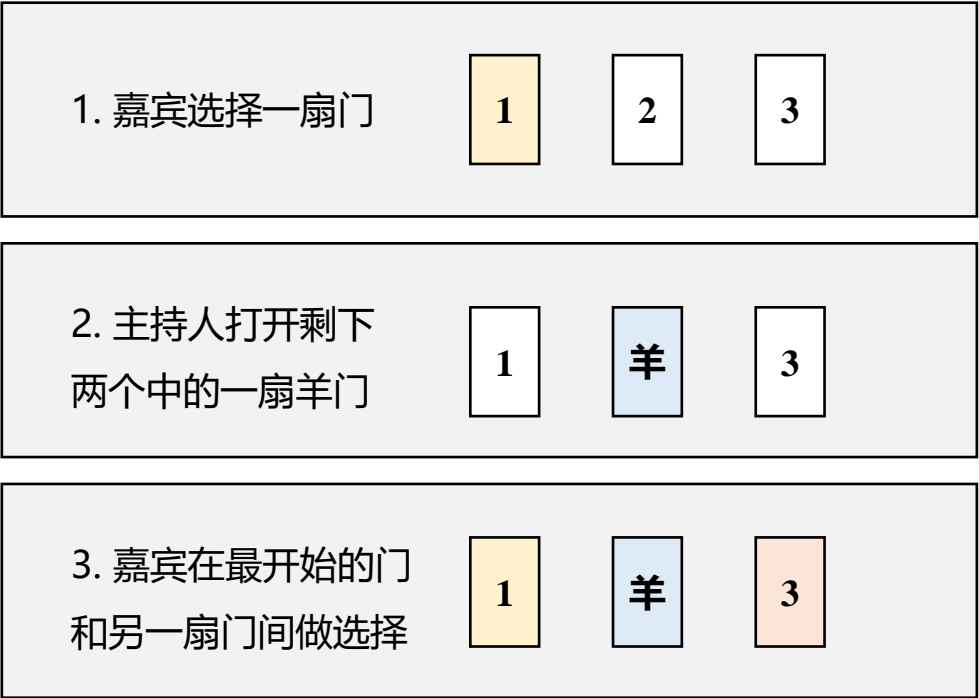 1. 嘉宾选择一扇门
1 2 3
2. 主持人打开剩下
两个中的一扇羊门
1 羊 3
3. 嘉宾在最开始的门
和另一扇门间做选择
1 羊 3